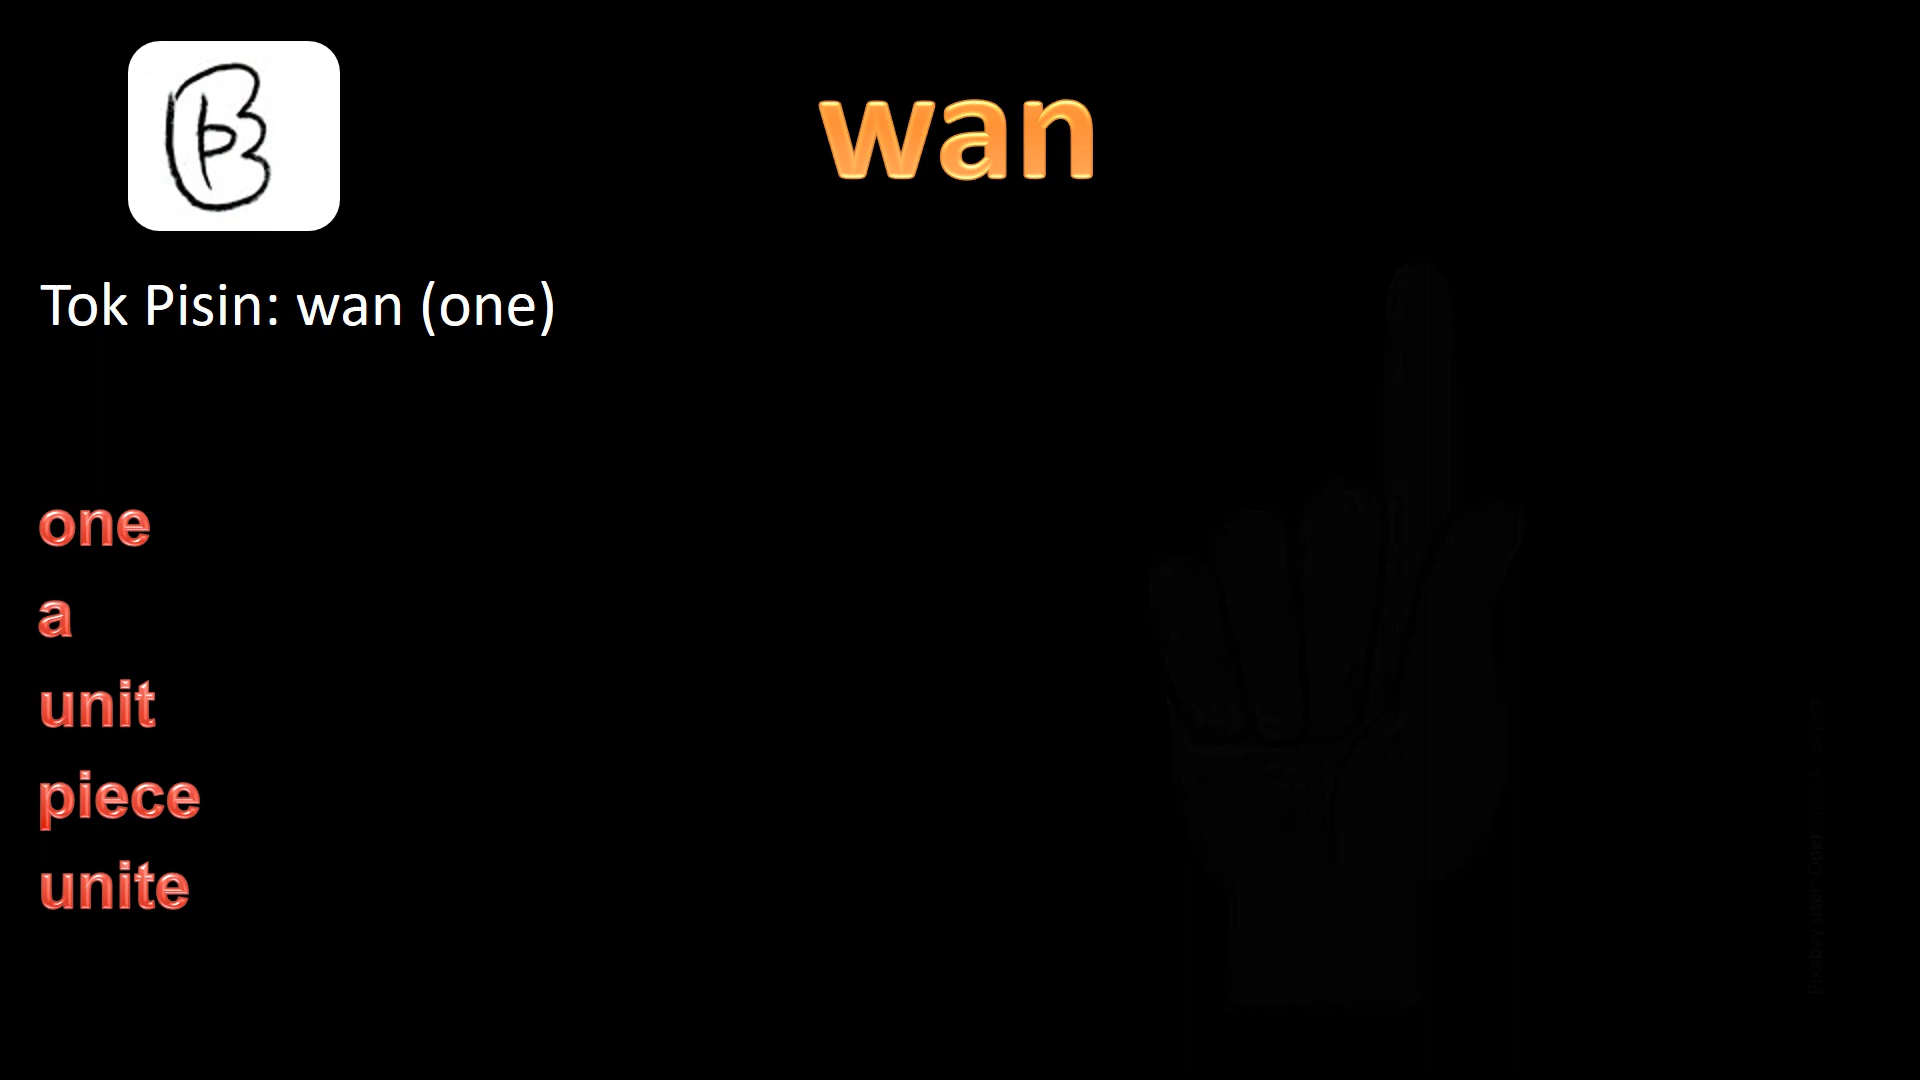 wan
Tok Pisin: wan (one)
one
a
unit
piece
unite